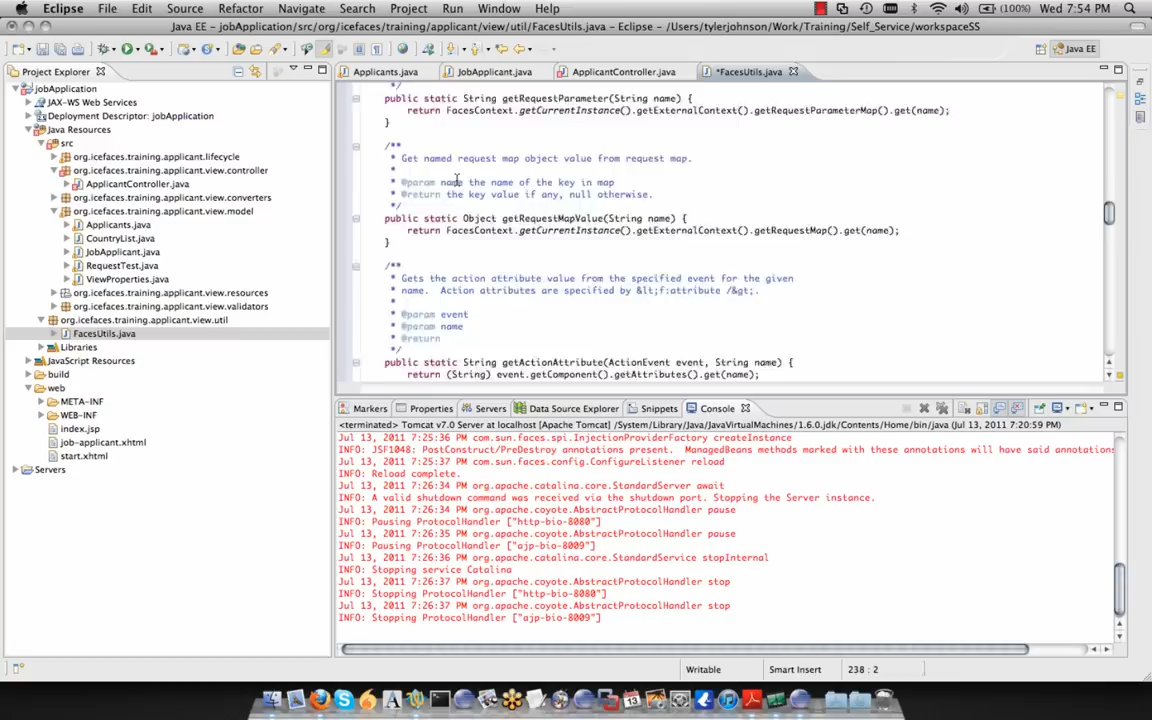 Eclipse File Edit Source Refactor Navigate Search Project Run Window Help (100%) Wed 7:54 PM
Java EE - jobApplication/src/org/icefaces/training/applicant/view/util/FacesUtils.java - Eclipse - /Users/tylerjohnson/Work/Training/Self_Service/workspaceSS
Java EE
Project Explorer
Applicants.java JobApplicant.java ApplicantController.java *FacesUtils.java
jobApplication
JAX-WS Web Services
Deployment Descriptor: jobApplication
Java Resources
src
org.icefaces.training.applicant.lifecycle
org.icefaces.training.applicant.view.controller
ApplicantController.java
org.icefaces.training.applicant.view.converters
org.icefaces.training.applicant.view.model
Applicants.java
CountryList.java
JobApplicant.java
RequestTest.java
ViewProperties.java
org.icefaces.training.applicant.view.resources
org.icefaces.training.applicant.view.validators
org.icefaces.training.applicant.view.util
FacesUtils.java
Libraries
JavaScript Resources
build
web
META-INF
WEB-INF
index.jsp
job-applicant.xhtml
start.xhtml
Servers
*/
public static String getRequestParameter(String name) {
return FacesContext.getCurrentInstance().getExternalContext().getRequestParameterMap().get(name);
}
/**
* Get named request map object value from request map.
*
* @param name the name of the key in map
* @return the key value if any, null otherwise.
*/
public static Object getRequestMapValue(String name) {
return FacesContext.getCurrentInstance().getExternalContext().getRequestMap().get(name);
}
/**
* Gets the action attribute value from the specified event for the given
* name. Action attributes are specified by &lt;f:attribute /&gt;.
*
* @param event
* @param name
* @return
*/
public static String getActionAttribute(ActionEvent event, String name) {
return (String) event.getComponent().getAttributes().get(name);
Markers Properties Servers Data Source Explorer Snippets Console
<terminated> Tomcat v7.0 Server at localhost [Apache Tomcat] /System/Library/Java/JavaVirtualMachines/1.6.0.jdk/Contents/Home/bin/java (Jul 13, 2011 7:20:59 PM)
Jul 13, 2011 7:25:36 PM com.sun.faces.spi.InjectionProviderFactory createInstance
INFO: JSF1048: PostConstruct/PreDestroy annotations present. ManagedBeans methods marked with these annotations will have said annotations
Jul 13, 2011 7:25:37 PM com.sun.faces.config.ConfigureListener reload
INFO: Reload complete.
Jul 13, 2011 7:26:34 PM org.apache.catalina.core.StandardServer await
INFO: A valid shutdown command was received via the shutdown port. Stopping the Server instance.
Jul 13, 2011 7:26:34 PM org.apache.coyote.AbstractProtocolHandler pause
INFO: Pausing ProtocolHandler ["http-bio-8080"]
Jul 13, 2011 7:26:35 PM org.apache.coyote.AbstractProtocolHandler pause
INFO: Pausing ProtocolHandler ["ajp-bio-8009"]
Jul 13, 2011 7:26:36 PM org.apache.catalina.core.StandardService stopInternal
INFO: Stopping service Catalina
Jul 13, 2011 7:26:37 PM org.apache.coyote.AbstractProtocolHandler stop
INFO: Stopping ProtocolHandler ["http-bio-8080"]
Jul 13, 2011 7:26:37 PM org.apache.coyote.AbstractProtocolHandler stop
INFO: Stopping ProtocolHandler ["ajp-bio-8009"]
Writable Smart Insert 238 : 2